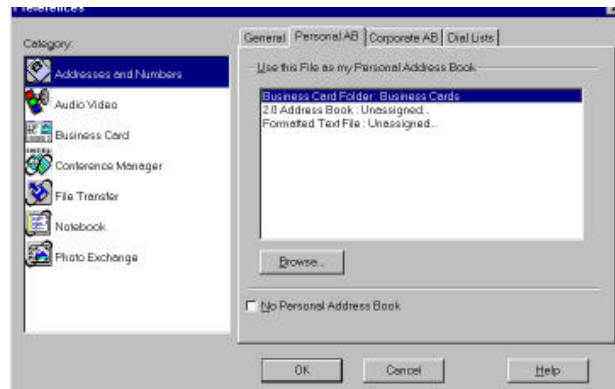 Preferences
Category:
Addresses and Numbers
Audio Video
Business Card
Conference Manager
File Transfer
Notebook
Photo Exchange
General
Personal AB
Corporate AB
Dial Lists
Use this File as my Personal Address Book
Business Card Folder: Business Cards
2.0 Address Book : Unassigned..
Formatted Text File : Unassigned...
Browse...
No Personal Address Book
OK
Cancel
Help